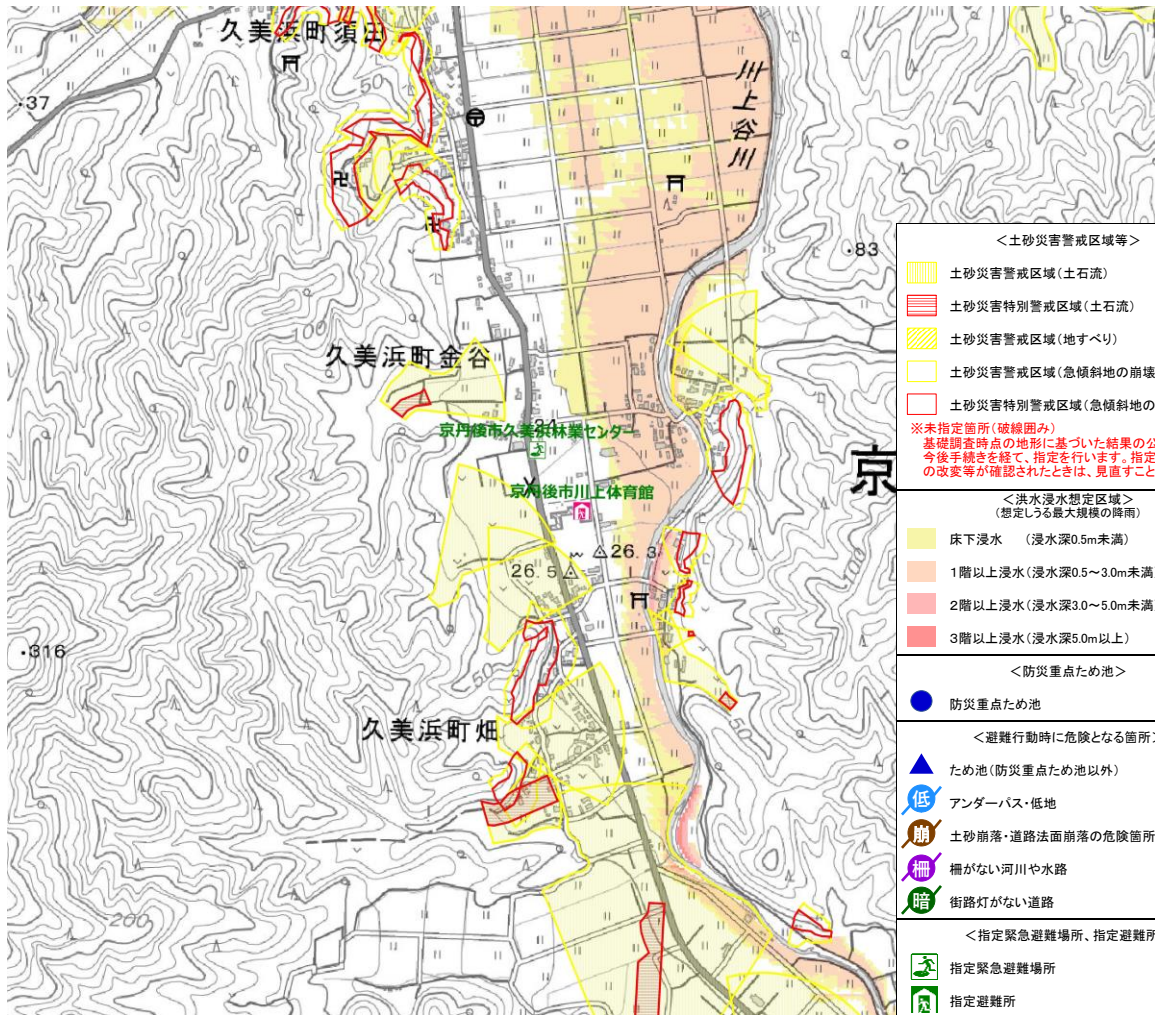 久美浜町須田
川上谷川
・37
50
・83
久美浜町金谷
京丹後市久美浜林業センター
京丹後市川上体育館
京
26.3
26.5
100
・316
50
久美浜町畑
50
200
＜土砂災害警戒区域等＞
土砂災害警戒区域（土石流）
土砂災害特別警戒区域（土石流）
土砂災害警戒区域（地すべり）
土砂災害警戒区域（急傾斜地の崩壊
土砂災害特別警戒区域（急傾斜地の
※未指定箇所（破線囲み）
基礎調査時点の地形に基づいた結果の公
今後手続きを経て、指定を行います。指定
の改変等が確認されたときは、見直すこと
＜洪水浸水想定区域＞
（想定しうる最大規模の降雨）
床下浸水　（浸水深0.5m未満）
1階以上浸水（浸水深0.5～3.0m未満
2階以上浸水（浸水深3.0～5.0m未満
3階以上浸水（浸水深5.0m以上）
＜防災重点ため池＞
防災重点ため池
＜避難行動時に危険となる箇所＞
ため池（防災重点ため池以外）
低 アンダーパス・低地
崩 土砂崩落・道路法面崩落の危険箇所
柵 柵がない河川や水路
暗 街路灯がない道路
＜指定緊急避難場所、指定避難所
指定緊急避難場所
指定避難所